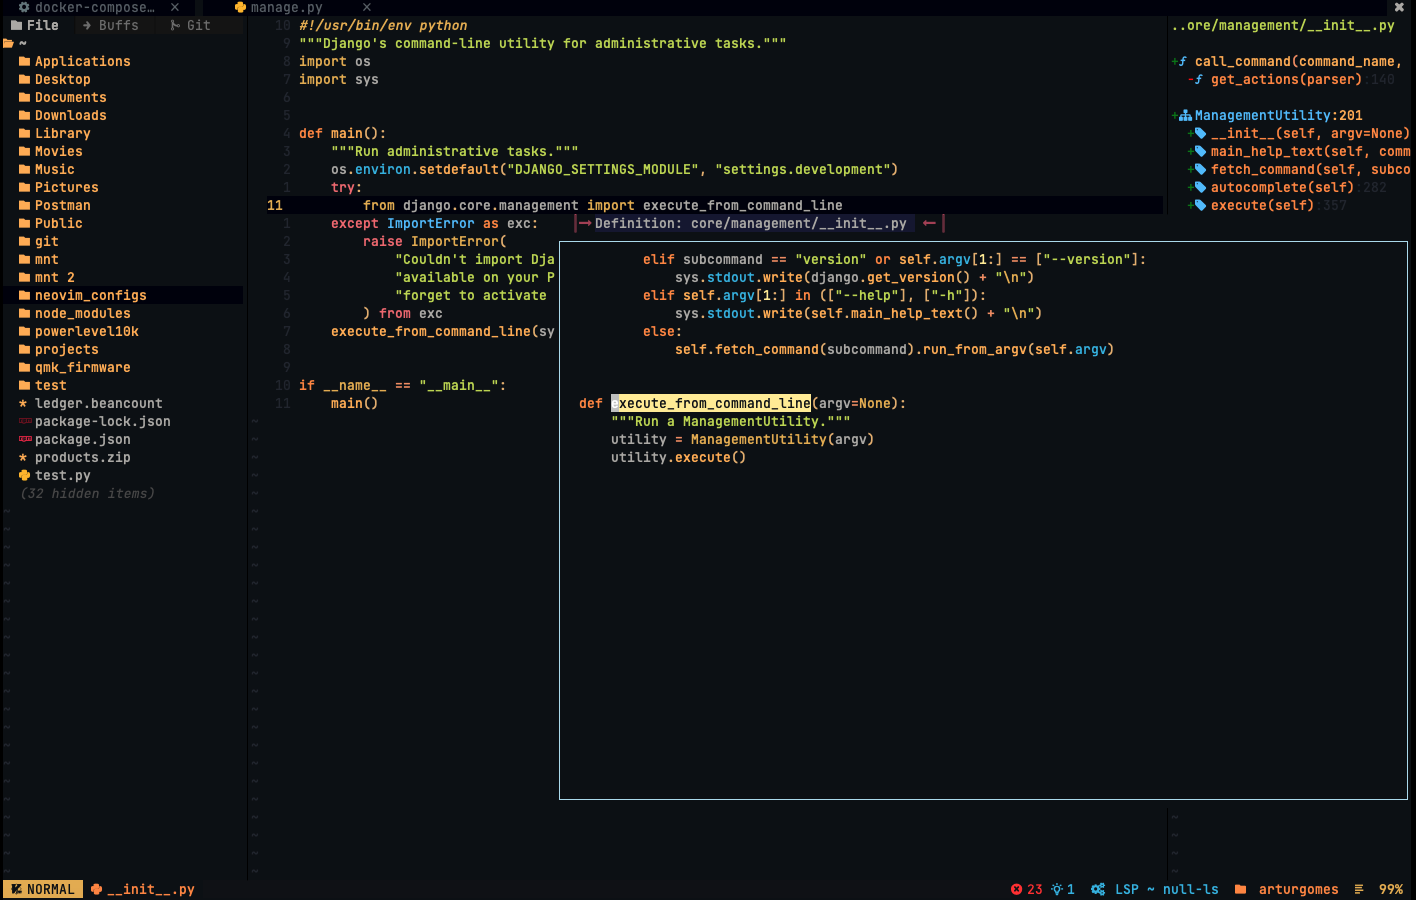 docker-compose… ×
manage.py ×
✖
File Buffs Git
~
Applications
Desktop
Documents
Downloads
Library
Movies
Music
Pictures
Postman
Public
git
mnt
mnt 2
neovim_configs
node_modules
powerlevel10k
projects
qmk_firmware
test
* ledger.beancount
package-lock.json
package.json
* products.zip
test.py
(32 hidden items)
10 #!/usr/bin/env python
9 """Django's command-line utility for administrative tasks."""
8 import os
7 import sys
6
5
4 def main():
3 """Run administrative tasks."""
2 os.environ.setdefault("DJANGO_SETTINGS_MODULE", "settings.development")
1 try:
11 from django.core.management import execute_from_command_line
1 except ImportError as exc:
2 raise ImportError(
3 "Couldn't import Dja
4 "available on your P
5 "forget to activate
6 ) from exc
7 execute_from_command_line(sy
8
9
10 if __name__ == "__main__":
11 main()
Definition: core/management/__init__.py
elif subcommand == "version" or self.argv[1:] == ["--version"]:
sys.stdout.write(django.get_version() + "\n")
elif self.argv[1:] in (["--help"], ["-h"]):
sys.stdout.write(self.main_help_text() + "\n")
else:
self.fetch_command(subcommand).run_from_argv(self.argv)
def execute_from_command_line(argv=None):
"""Run a ManagementUtility."""
utility = ManagementUtility(argv)
utility.execute()
..ore/management/__init__.py
+f call_command(command_name,
-f get_actions(parser):140
+ManagementUtility:201
+__init__(self, argv=None)
+main_help_text(self, comm
+fetch_command(self, subco
+autocomplete(self):282
+execute(self):357
NORMAL __init__.py
23 1 LSP ~ null-ls arturgomes 99%